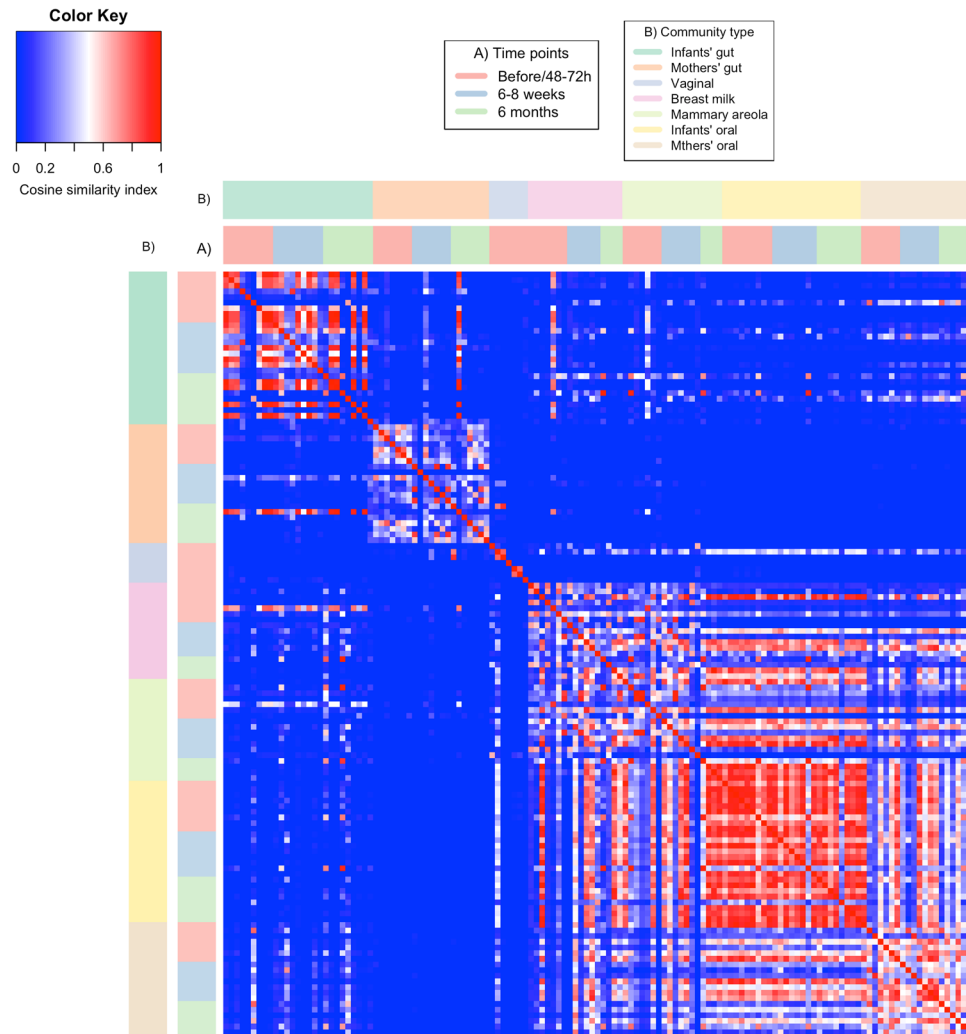 Color Key
0 0.2 0.6 1
Cosine similarity index
A) Time points
Before/48-72h
6-8 weeks
6 months
B) Community type
Infants' gut
Mothers' gut
Vaginal
Breast milk
Mammary areola
Infants' oral
Mthers' oral
B)
B) A)